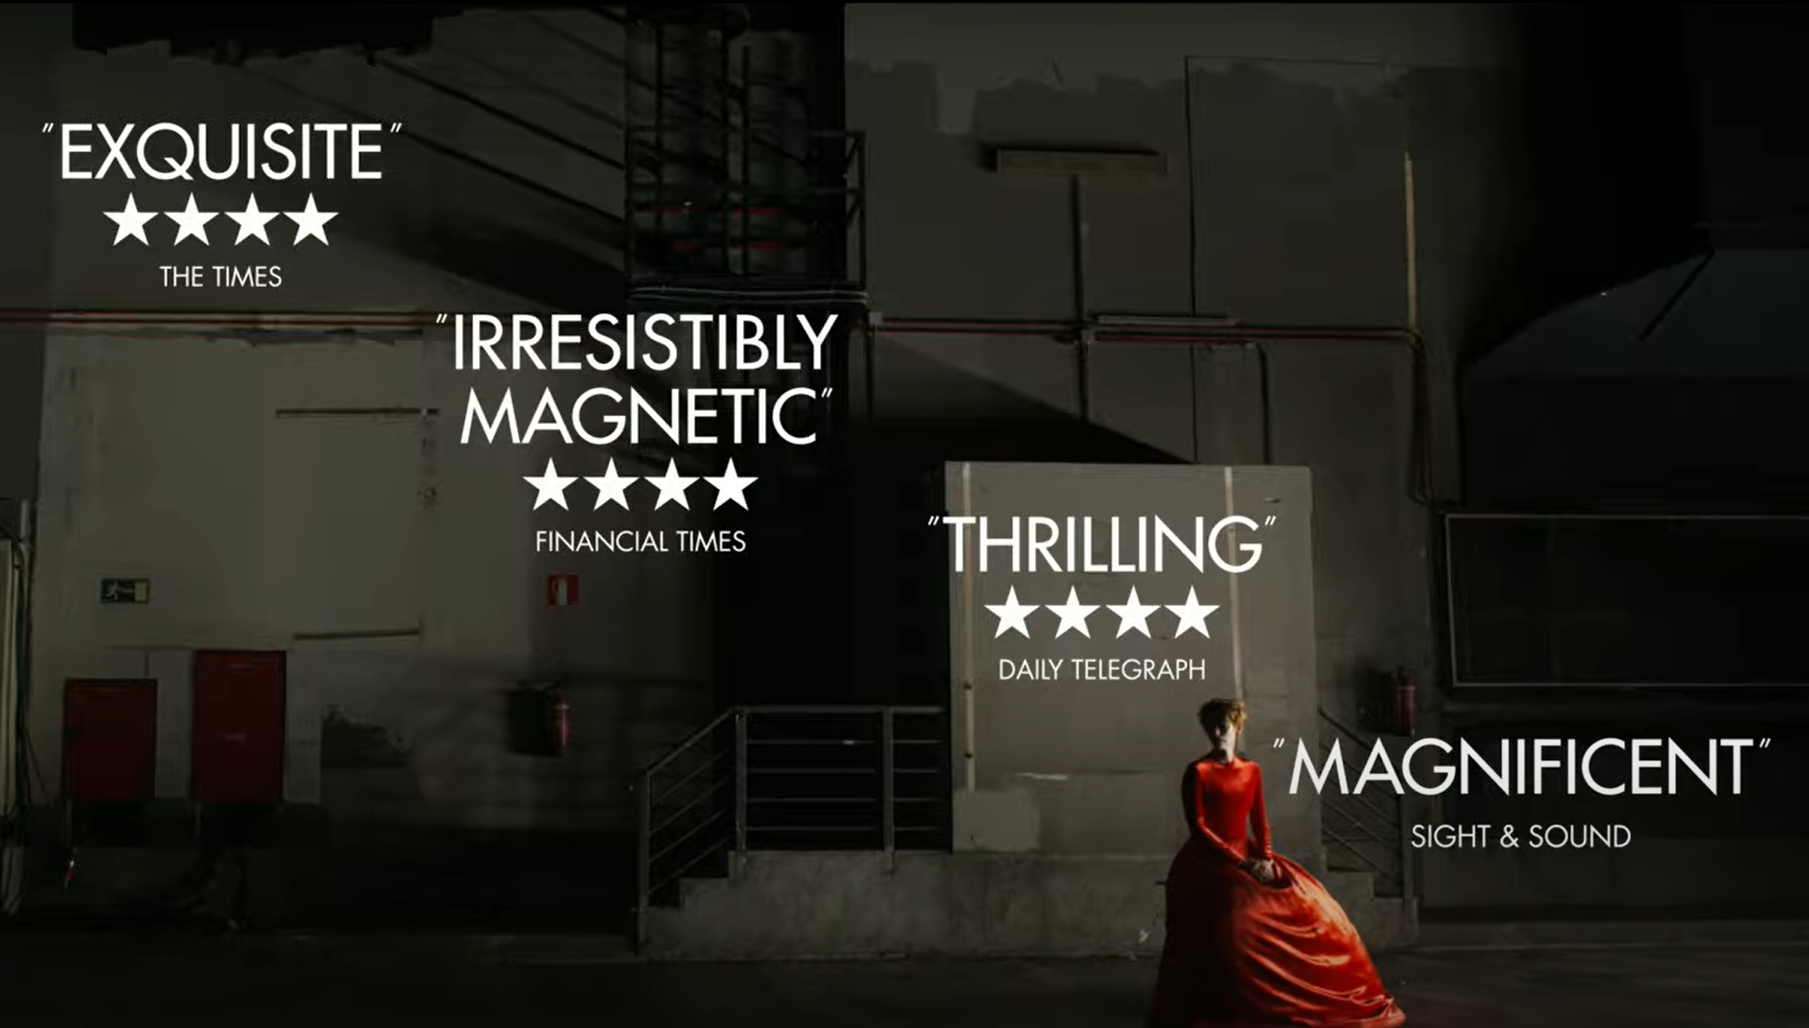 "EXQUISITE"
★★★★
THE TIMES
"IRRESISTIBLY
MAGNETIC"
★★★★
FINANCIAL TIMES
"THRILLING"
★★★★
DAILY TELEGRAPH
"MAGNIFICENT"
SIGHT & SOUND